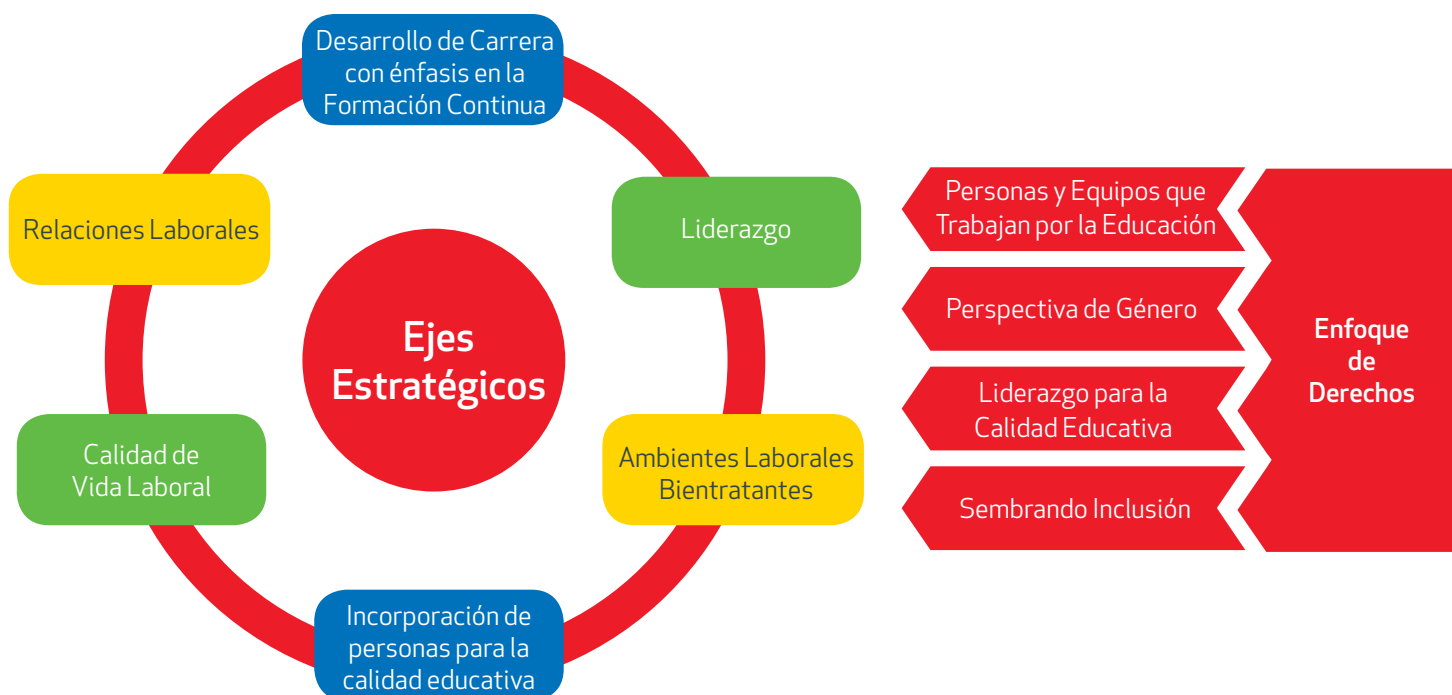 Desarrollo de Carrera
con énfasis en la
Formación Continua
Relaciones Laborales
Liderazgo
Ejes
Estratégicos
Calidad de
Vida Laboral
Ambientes Laborales
Bientratantes
Incorporación de
personas para la
calidad educativa
Personas y Equipos que
Trabajan por la Educación
Perspectiva de Género
Liderazgo para la
Calidad Educativa
Sembrando Inclusión
Enfoque
de
Derechos